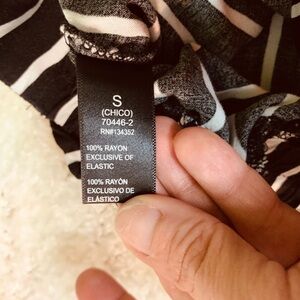 S
(CHICO)
70446-2
RN#134352
100% RAYON
EXCLUSIVE OF
ELASTIC
100% RAYÓN
EXCLUSIVO DE
ELÁSTICO